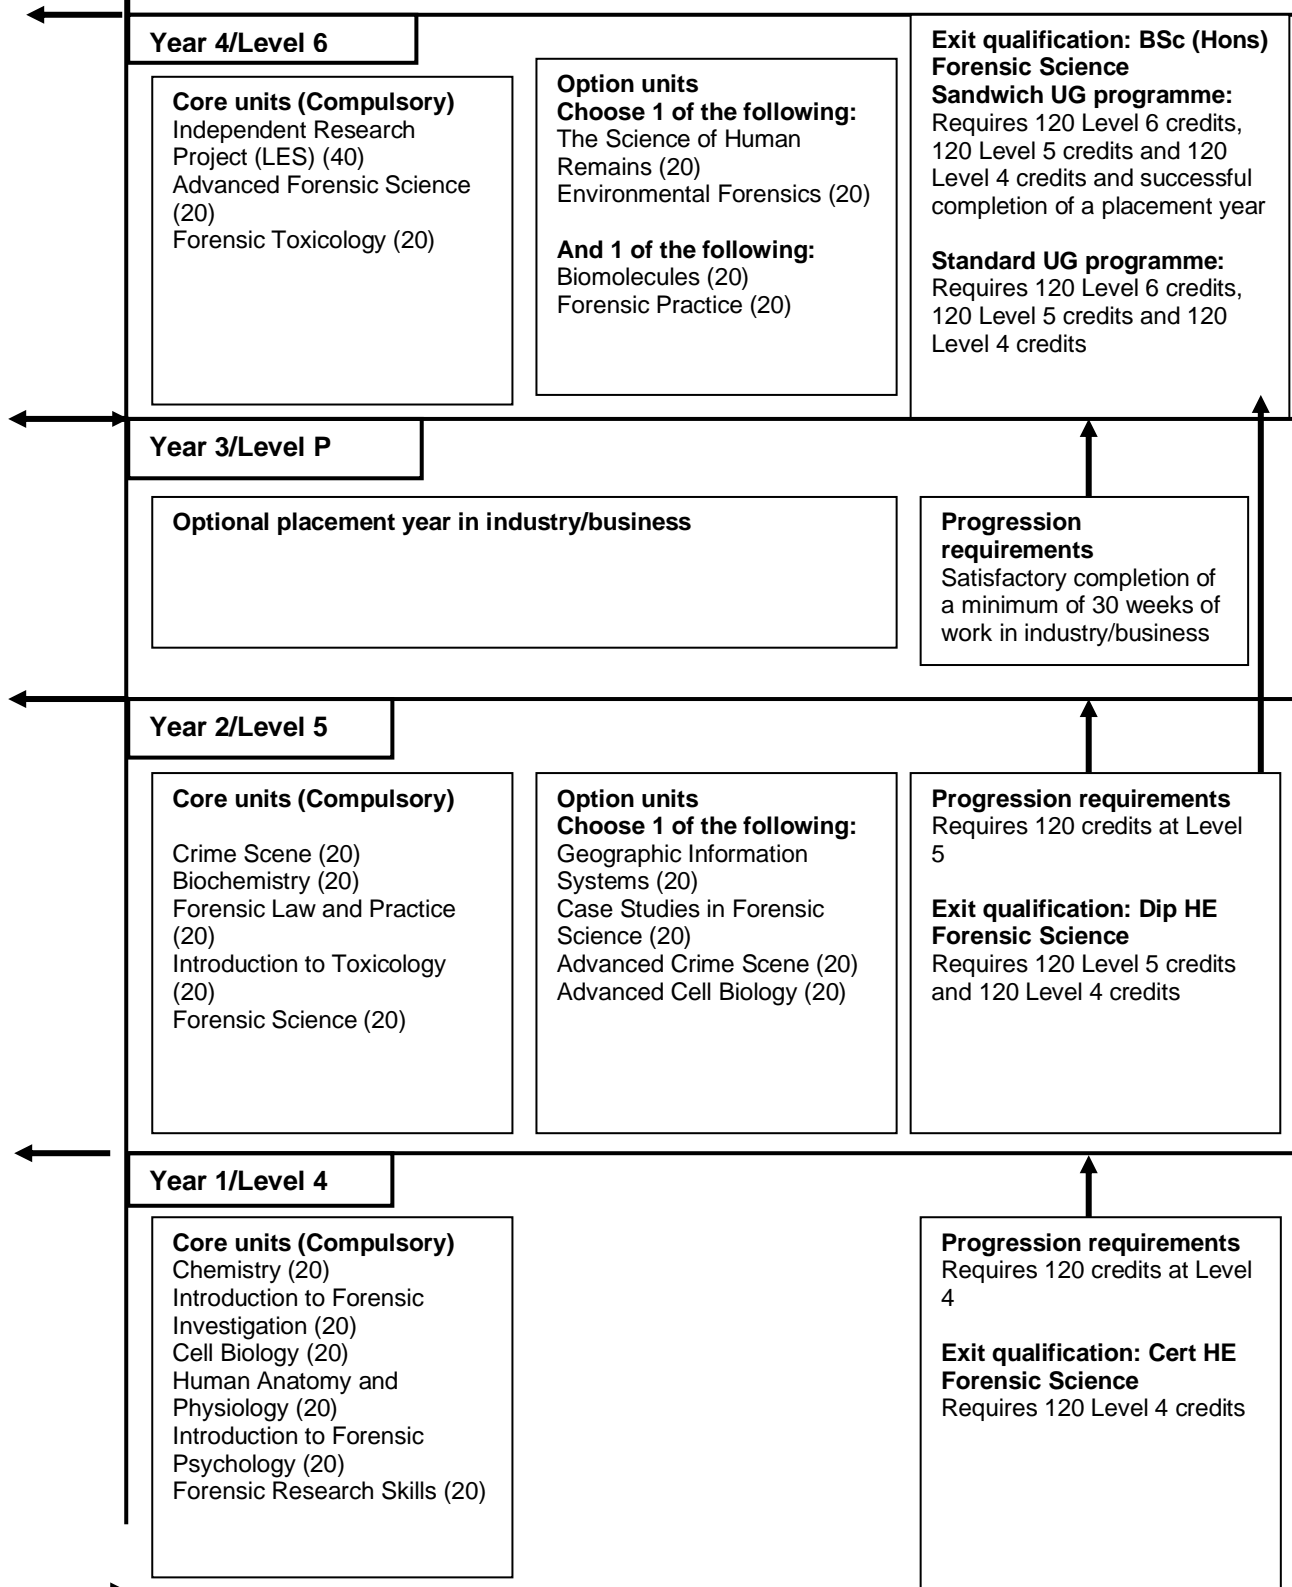 Year 4/Level 6
Core units (Compulsory)
Independent Research
Project (LES) (40)
Advanced Forensic Science
(20)
Forensic Toxicology (20)
Option units
Choose 1 of the following:
The Science of Human
Remains (20)
Environmental Forensics (20)
And 1 of the following:
Biomolecules (20)
Forensic Practice (20)
Exit qualification: BSc (Hons)
Forensic Science
Sandwich UG programme:
Requires 120 Level 6 credits,
120 Level 5 credits and 120
Level 4 credits and successful
completion of a placement year
Standard UG programme:
Requires 120 Level 6 credits,
120 Level 5 credits and 120
Level 4 credits
Year 3/Level P
Optional placement year in industry/business
Progression
requirements
Satisfactory completion of
a minimum of 30 weeks of
work in industry/business
Year 2/Level 5
Core units (Compulsory)
Crime Scene (20)
Biochemistry (20)
Forensic Law and Practice
(20)
Introduction to Toxicology
(20)
Forensic Science (20)
Option units
Choose 1 of the following:
Geographic Information
Systems (20)
Case Studies in Forensic
Science (20)
Advanced Crime Scene (20)
Advanced Cell Biology (20)
Progression requirements
Requires 120 credits at Level
5
Exit qualification: Dip HE
Forensic Science
Requires 120 Level 5 credits
and 120 Level 4 credits
Year 1/Level 4
Core units (Compulsory)
Chemistry (20)
Introduction to Forensic
Investigation (20)
Cell Biology (20)
Human Anatomy and
Physiology (20)
Introduction to Forensic
Psychology (20)
Forensic Research Skills (20)
Progression requirements
Requires 120 credits at Level
4
Exit qualification: Cert HE
Forensic Science
Requires 120 Level 4 credits